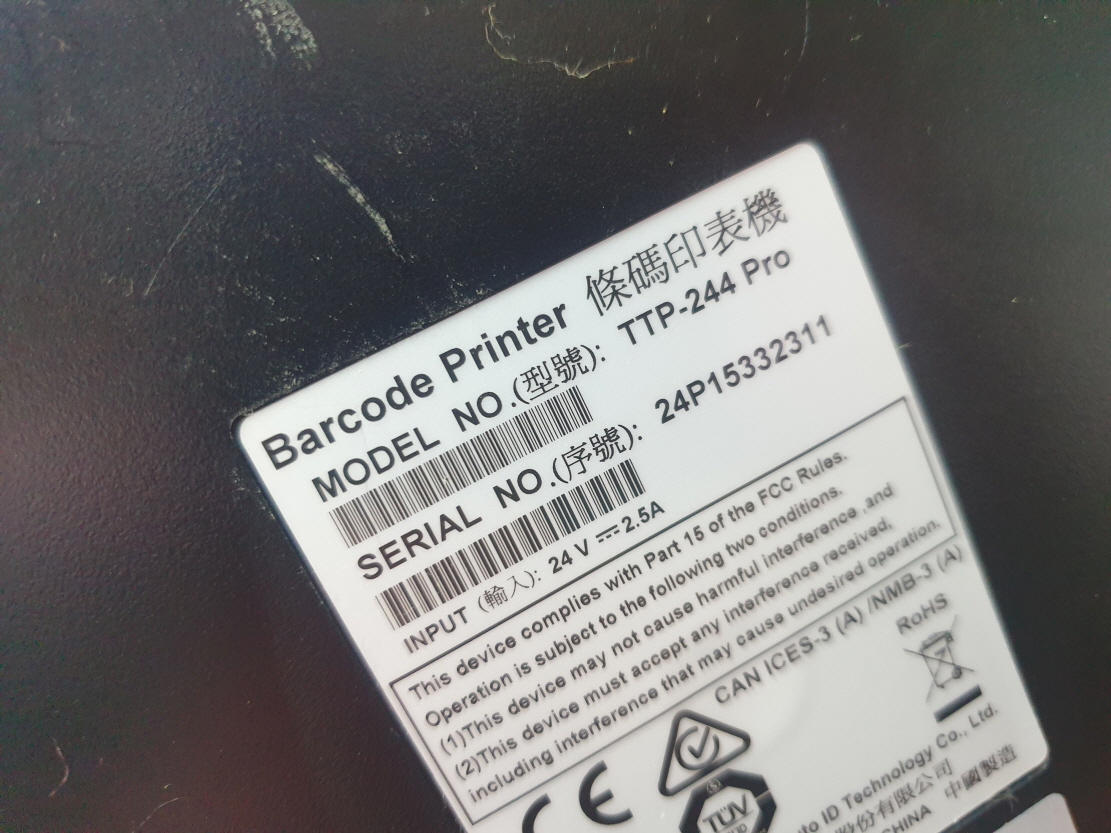 Barcode Printer 條碼印表機
MODEL NO.(型號): TTP-244 Pro
SERIAL NO.(序號): 24P15332311
INPUT (輸入): 24 V ⎓ 2.5A
This device complies with Part 15 of the FCC Rules.
Operation is subject to the following two conditions.
(1)This device may not cause harmful interference ,and
(2)This device must accept any interference received,
including interference that may cause undesired operation.
CAN ICES-3 (A) /NMB-3 (A)
RoHS
CE
TÜV
ID Technology Co., Ltd.
股份有限公司
CHINA 中國製造